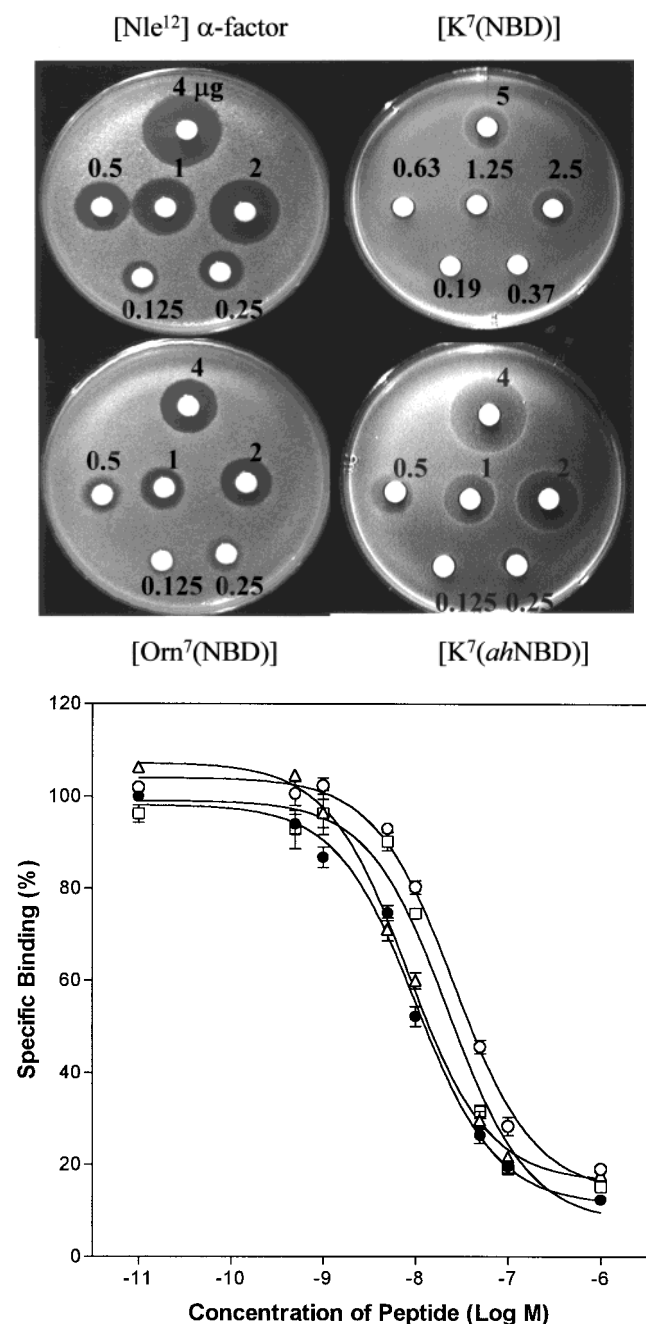 [Nle¹²] α-factor [K⁷(NBD)]
4 µg 5
0.5 1 2 0.63 1.25 2.5
0.125 0.25 0.19 0.37
4 4
0.5 1 2 0.5 1 2
0.125 0.25 0.125 0.25
[Orn⁷(NBD)] [K⁷(ahNBD)]
120
100
80
60
40
20
0
Specific Binding (%)
-11 -10 -9 -8 -7 -6
Concentration of Peptide (Log M)